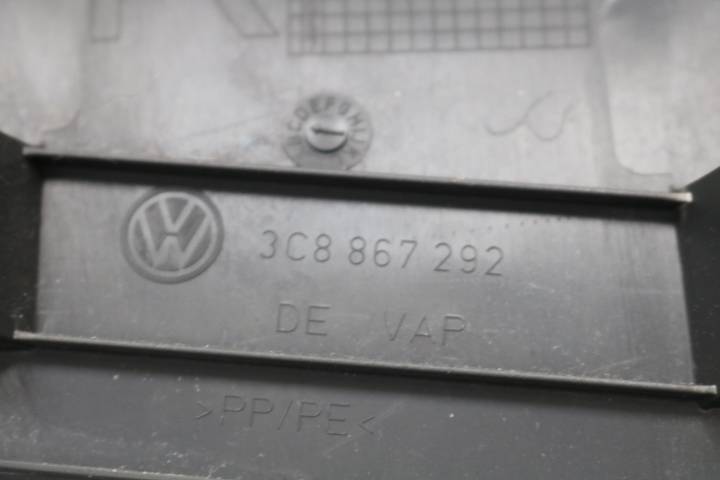 3C8 867 292
DE VAP
>PP/PE<